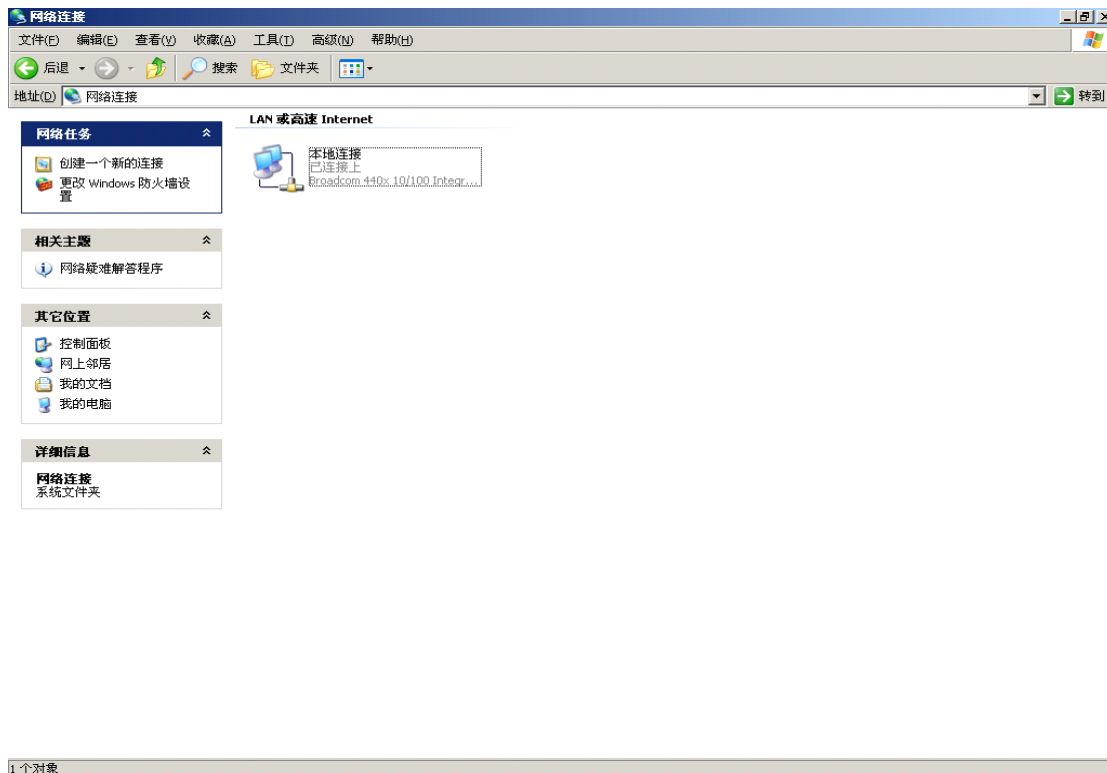 网络连接
文件(F) 编辑(E) 查看(V) 收藏(A) 工具(T) 高级(N) 帮助(H)
后退 搜索 文件夹
地址(D) 网络连接 转到
网络任务
创建一个新的连接
更改 Windows 防火墙设
置
相关主题
网络疑难解答程序
其它位置
控制面板
网上邻居
我的文档
我的电脑
详细信息
网络连接
系统文件夹
LAN 或高速 Internet
本地连接
已连接上
Broadcom 440x 10/100 Integr...
1 个对象